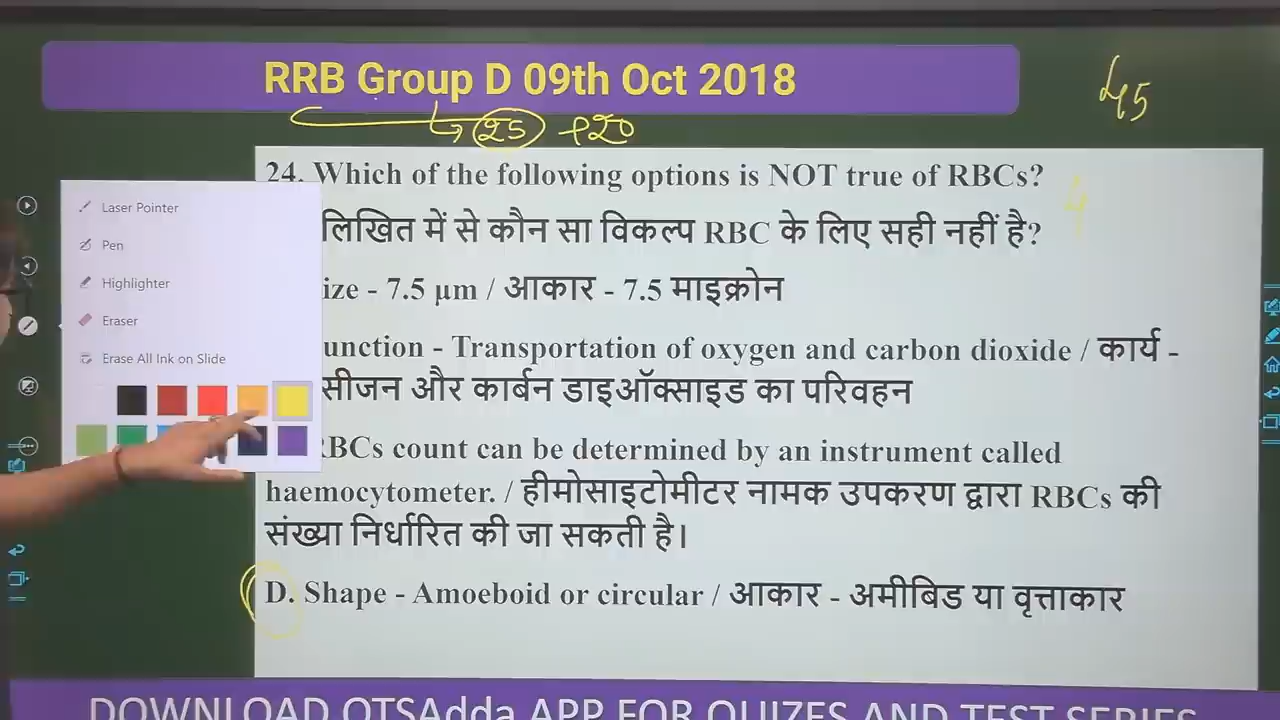 RRB Group D 09th Oct 2018
45
25 +20
24. Which of the following options is NOT true of RBCs?
4
लिखित में से कौन सा विकल्प RBC के लिए सही नहीं है?
ize - 7.5 µm / आकार - 7.5 माइक्रोन
unction - Transportation of oxygen and carbon dioxide / कार्य -
सीजन और कार्बन डाइऑक्साइड का परिवहन
RBCs count can be determined by an instrument called
haemocytometer. / हीमोसाइटोमीटर नामक उपकरण द्वारा RBCs की
संख्या निर्धारित की जा सकती है।
D. Shape - Amoeboid or circular / आकार - अमीबिड या वृत्ताकार
Laser Pointer
Pen
Highlighter
Eraser
Erase All Ink on Slide
DOWNLOAD OTSAdda APP FOR QUIZES AND TEST SERIES